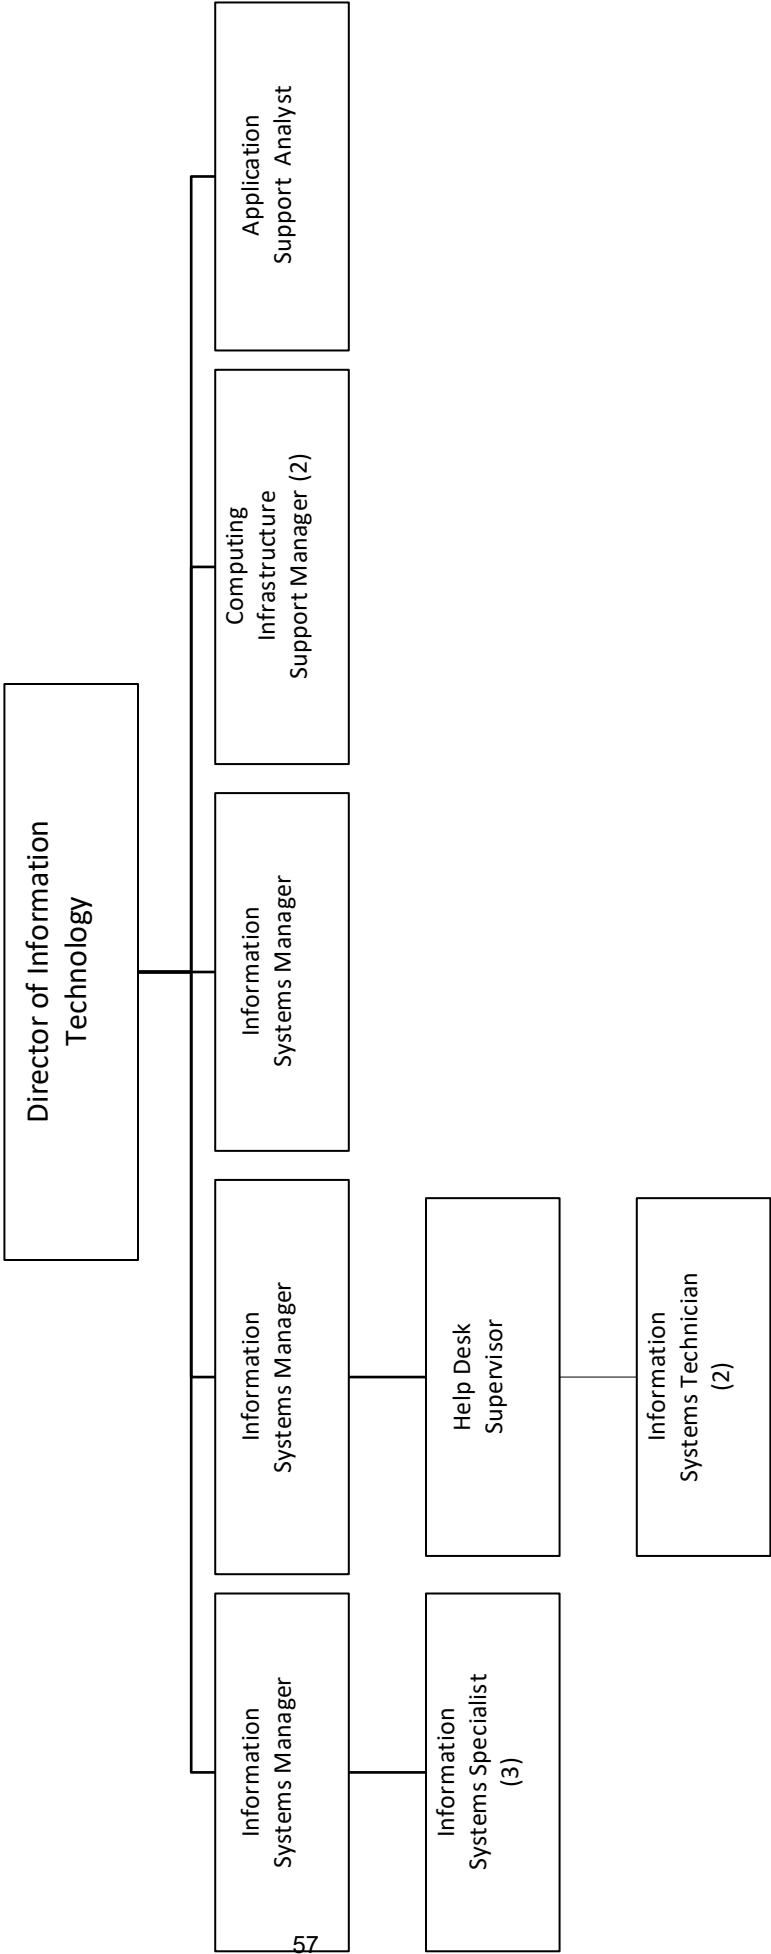 Director of Information
Technology
Information
Systems Manager
Information
Systems Manager
Information
Systems Manager
Computing
Infrastructure
Support Manager (2)
Application
Support Analyst
Information
Systems Specialist
(3)
Help Desk
Supervisor
Information
Systems Technician
(2)
57